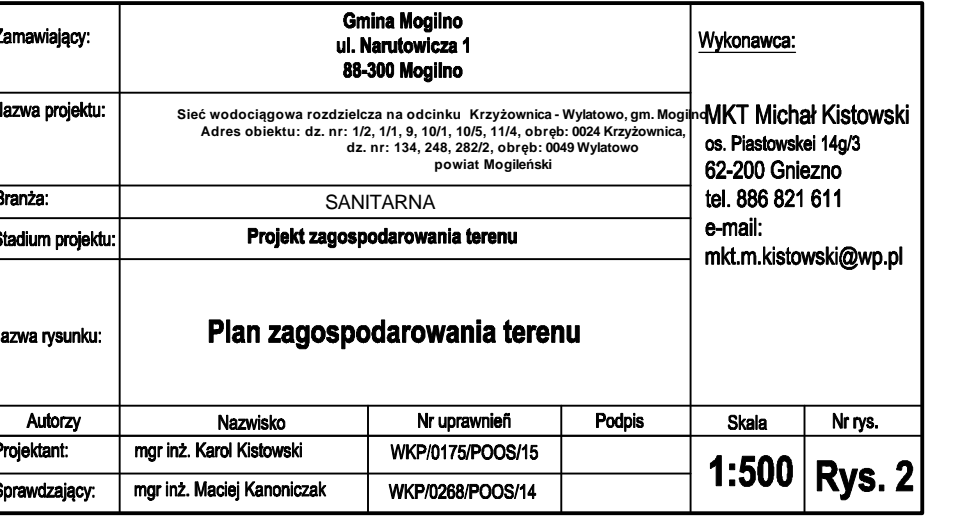 Zamawiający:
Gmina Mogilno
ul. Narutowicza 1
88-300 Mogilno
Wykonawca:
Nazwa projektu:
Sieć wodociągowa rozdzielcza na odcinku Krzyżownica - Wylatowo, gm. Mogilno
Adres obiektu: dz. nr: 1/2, 1/1, 9, 10/1, 10/5, 11/4, obręb: 0024 Krzyżownica,
dz. nr: 134, 248, 282/2, obręb: 0049 Wylatowo
powiat Mogileński
MKT Michał Kistowski
os. Piastowskei 14g/3
62-200 Gniezno
tel. 886 821 611
e-mail:
mkt.m.kistowski@wp.pl
Branża:
SANITARNA
Stadium projektu:
Projekt zagospodarowania terenu
Nazwa rysunku:
Plan zagospodarowania terenu
Autorzy Nazwisko Nr uprawnień Podpis Skala Nr rys.
Projektant: mgr inż. Karol Kistowski WKP/0175/POOS/15
1:500 Rys. 2
Sprawdzający: mgr inż. Maciej Kanoniczak WKP/0268/POOS/14